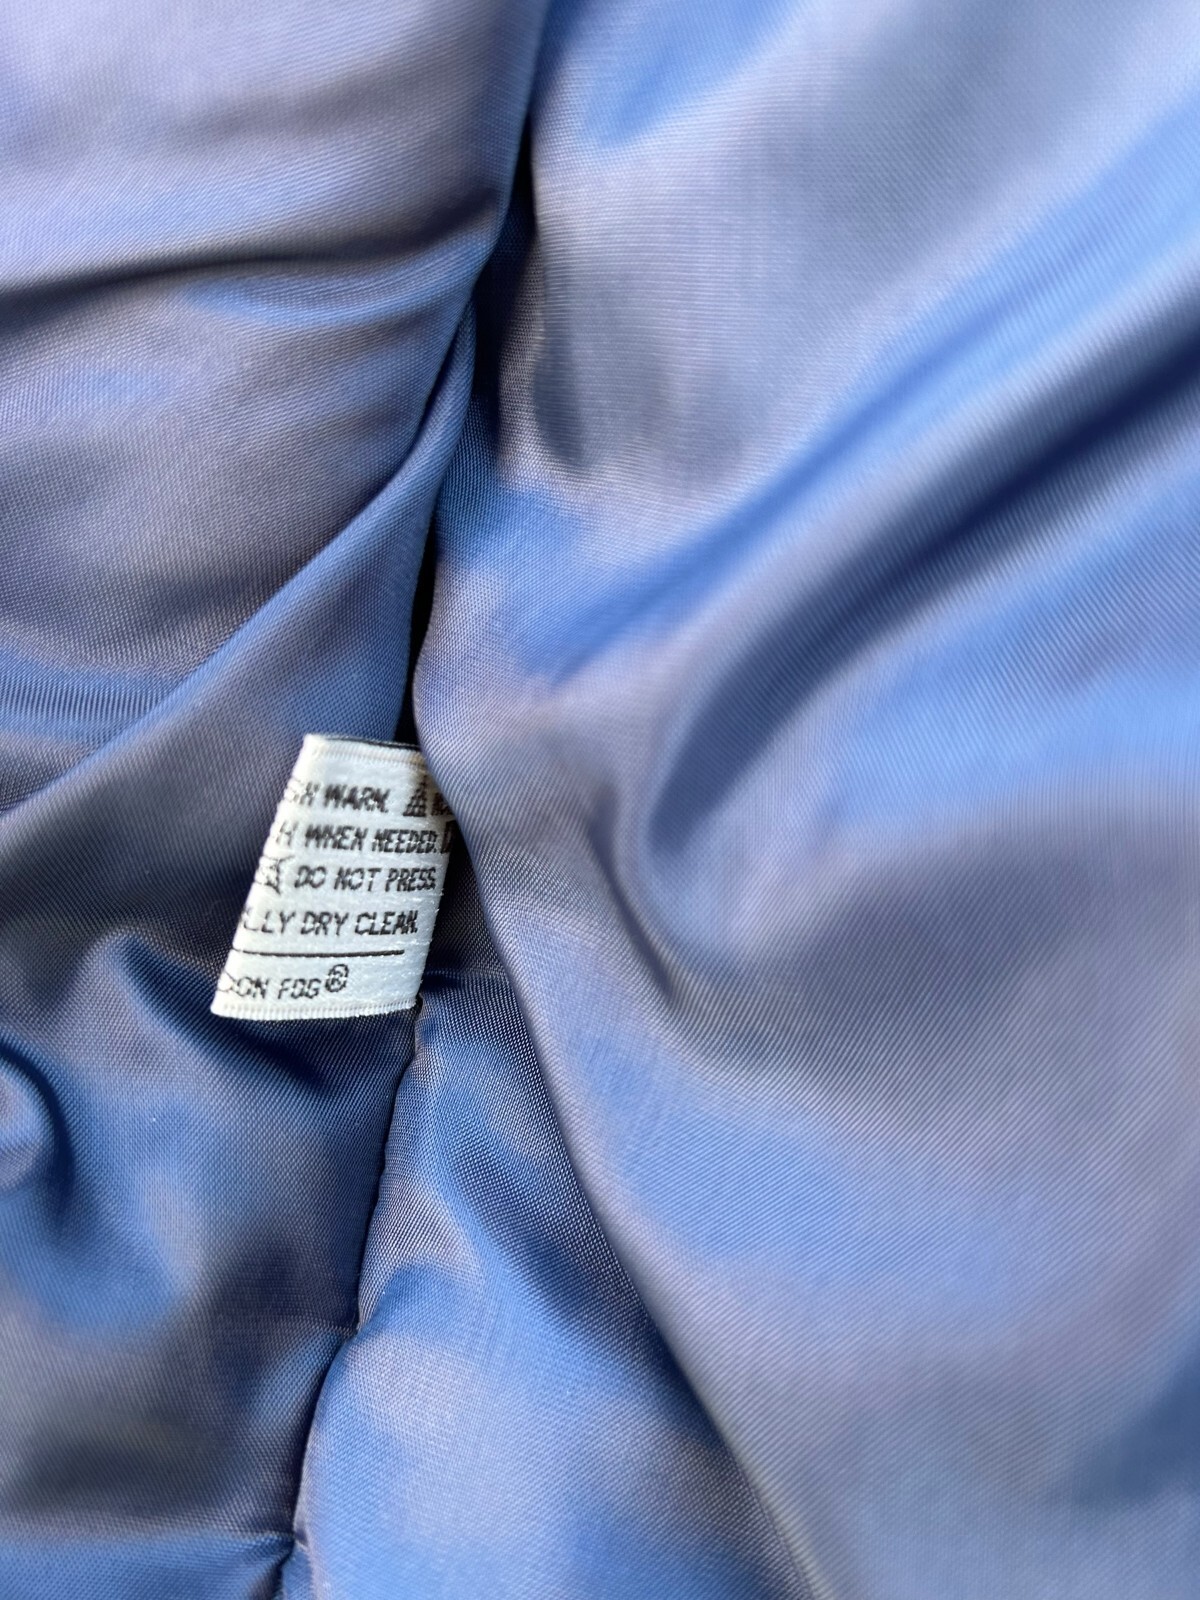 WARM.
WHEN NEEDED.
DO NOT PRESS.
LLY DRY CLEAN.
DON FOG®